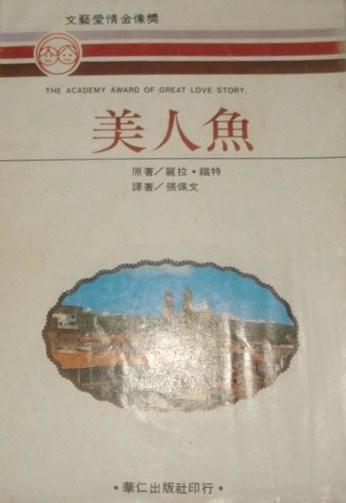 文藝愛情金像獎
THE ACADEMY AWARD OF GREAT LOVE STORY.
美人魚
原著／麗拉•福特
譯著／張佩文
•華仁出版社印行•